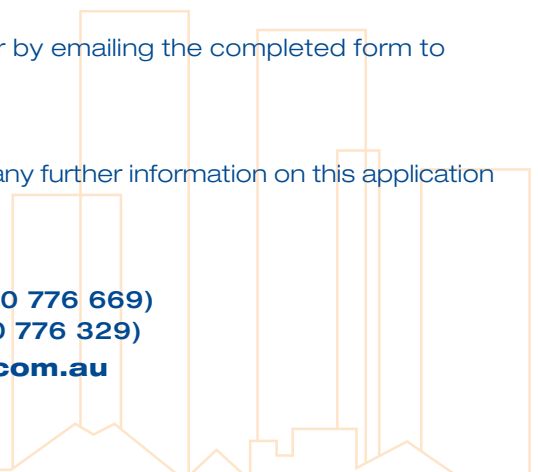 r by emailing the completed form to
any further information on this application
0 776 669)
0 776 329)
com.au